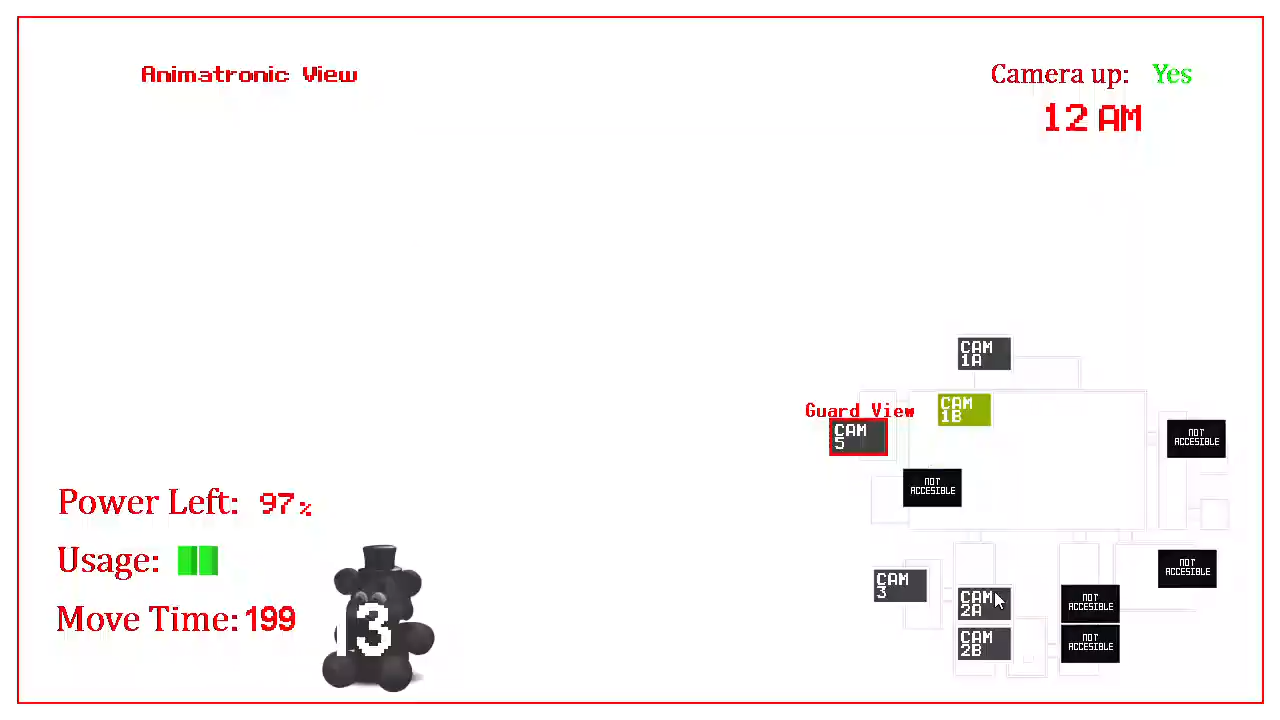 Animatronic View
Camera up: Yes
12 AM
CAM
1A
Guard View
CAM
1B
CAM
5
NOT
ACCESIBLE
NOT
ACCESIBLE
Power Left: 97%
Usage:
Move Time: 199
13
CAM
3
CAM
2A
NOT
ACCESIBLE
NOT
ACCESIBLE
CAM
2B
NOT
ACCESIBLE